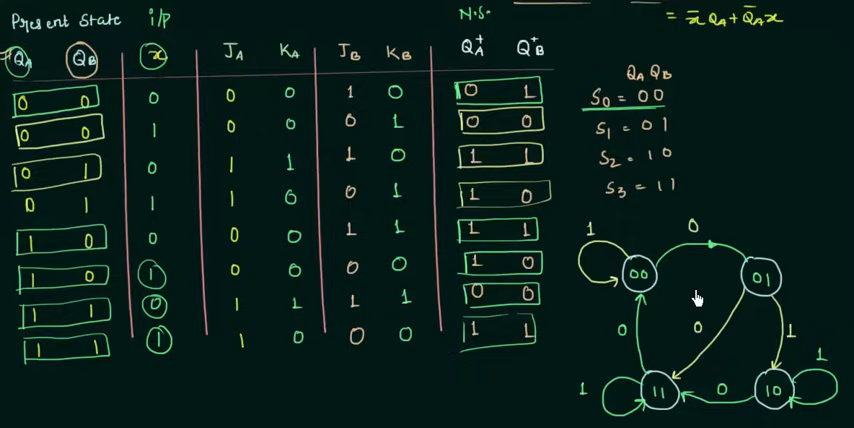 Present State i/p N.S.
= x̅ QA + Q̅A x
QA QB x JA KA JB KB QA⁺ QB⁺
0 0 0 0 0 1 0 0 1
0 0 1 0 0 0 1 0 0
0 1 0 1 1 1 0 1 1
0 1 1 1 0 0 1 1 0
1 0 0 0 0 1 1 1 1
1 0 1 0 0 0 0 1 0
1 1 0 1 1 1 1 0 0
1 1 1 1 0 0 0 1 1
QA QB
S0 = 00
S1 = 01
S2 = 10
S3 = 11
0
1
00
01
0
0
1
1
1
11
0
10